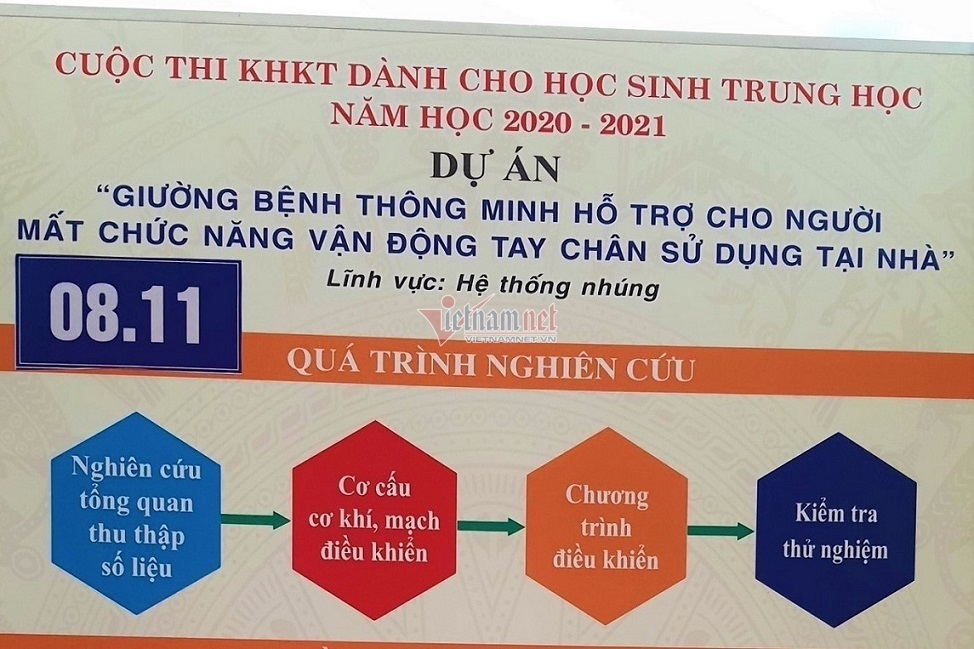 CUỘC THI KHKT DÀNH CHO HỌC SINH TRUNG HỌC
NĂM HỌC 2020 - 2021
DỰ ÁN
“GIƯỜNG BỆNH THÔNG MINH HỖ TRỢ CHO NGƯỜI
MẤT CHỨC NĂNG VẬN ĐỘNG TAY CHÂN SỬ DỤNG TẠI NHÀ”
Lĩnh vực: Hệ thống nhúng
08.11
Vietnamnet
VIETNAMNET.VN
QUÁ TRÌNH NGHIÊN CỨU
Nghiên cứu
tổng quan
thu thập
số liệu
Cơ cấu
cơ khí, mạch
điều khiển
Chương
trình
điều khiển
Kiểm tra
thử nghiệm